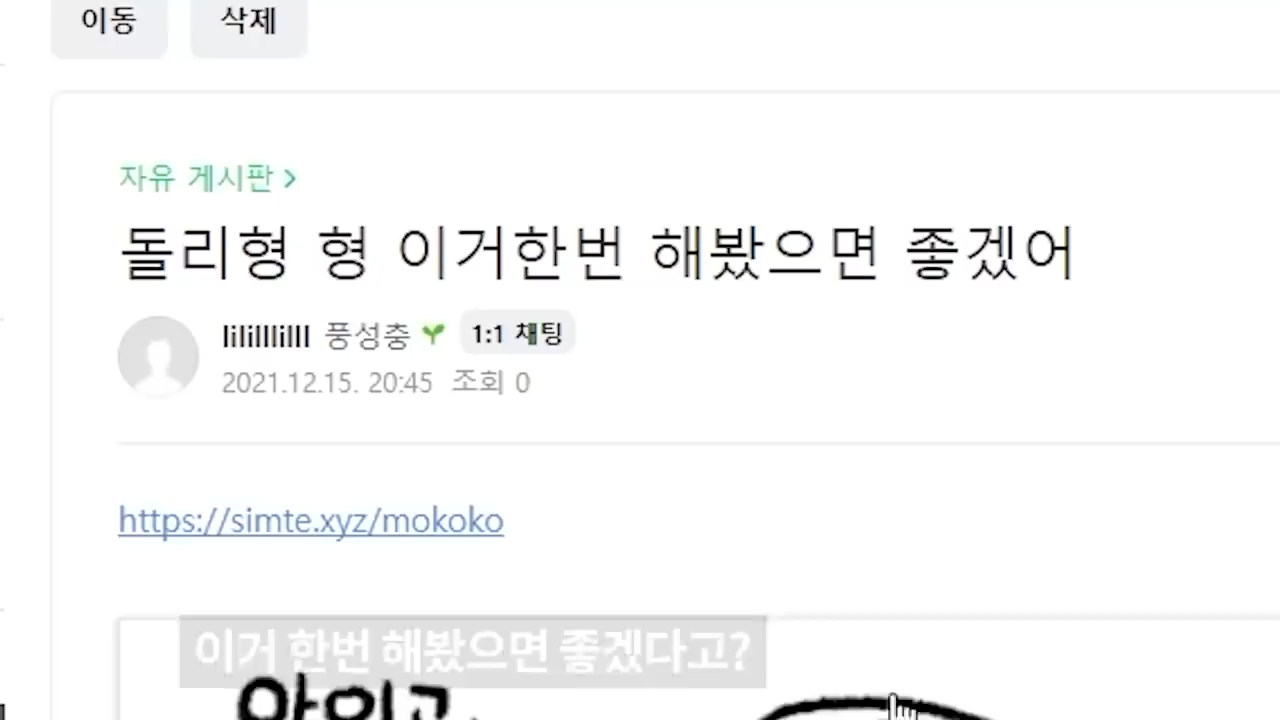 이동 삭제
자유 게시판 >
돌리형 형 이거한번 해봤으면 좋겠어
풍성충 1:1 채팅
2021.12.15. 20:45 조회 0
https://simte.xyz/mokoko
이거 한번 해봤으면 좋겠다고?